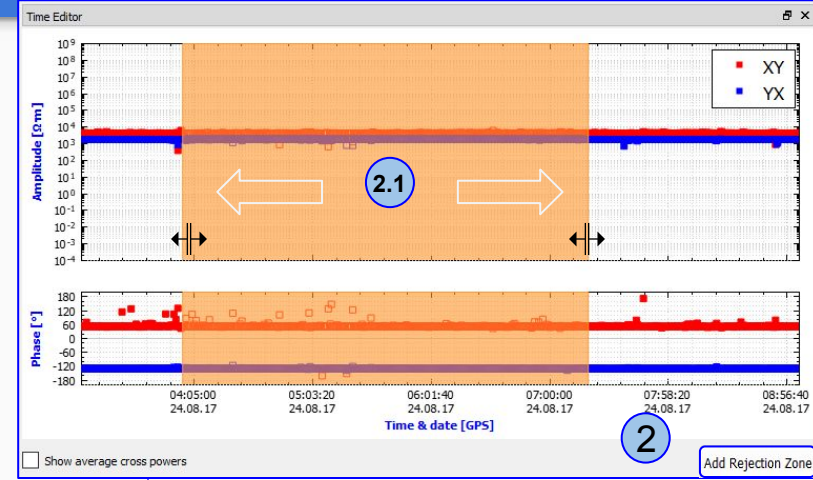 Time Editor
10⁹
10⁸
10⁷
10⁶
10⁵
10⁴
10³
10²
10¹
10⁰
10⁻¹
10⁻²
10⁻³
10⁻⁴
Amplitude [Ωm]
XY
YX
2.1
180
120
60
0
-60
-120
-180
Phase [°]
04:05:00 05:03:20 06:01:40 07:00:00 07:58:20 08:56:40
24.08.17 24.08.17 24.08.17 24.08.17 24.08.17 24.08.17
Time & date [GPS]
2
Show average cross powers
Add Rejection Zone